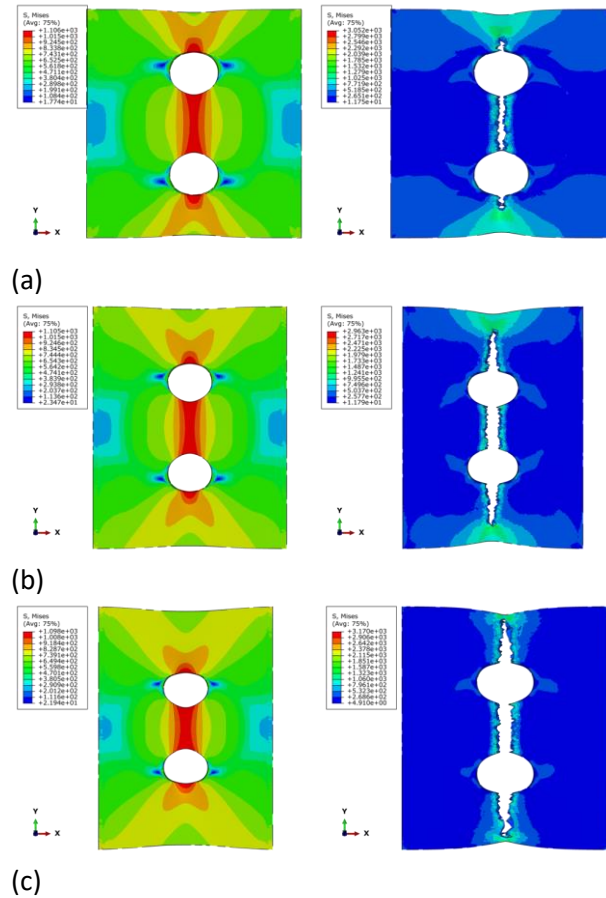 S, Mises
(Avg: 75%)
+1.106e+03
+1.015e+03
+9.245e+02
+8.338e+02
+7.431e+02
+6.525e+02
+5.618e+02
+4.711e+02
+3.804e+02
+2.898e+02
+1.991e+02
+1.084e+02
+1.774e+01
Y
X
S, Mises
(Avg: 75%)
+3.052e+03
+2.799e+03
+2.546e+03
+2.292e+03
+2.039e+03
+1.785e+03
+1.532e+03
+1.279e+03
+1.025e+03
+7.719e+02
+5.185e+02
+2.651e+02
+1.175e+01
Y
X
(a)
S, Mises
(Avg: 75%)
+1.105e+03
+1.015e+03
+9.246e+02
+8.345e+02
+7.444e+02
+6.543e+02
+5.642e+02
+4.741e+02
+3.839e+02
+2.938e+02
+2.037e+02
+1.136e+02
+2.347e+01
Y
X
S, Mises
(Avg: 75%)
+2.963e+03
+2.717e+03
+2.471e+03
+2.225e+03
+1.979e+03
+1.733e+03
+1.487e+03
+1.241e+03
+9.955e+02
+7.496e+02
+5.037e+02
+2.577e+02
+1.179e+01
Y
X
(b)
S, Mises
(Avg: 75%)
+1.098e+03
+1.008e+03
+9.184e+02
+8.287e+02
+7.391e+02
+6.494e+02
+5.598e+02
+4.701e+02
+3.805e+02
+2.909e+02
+2.012e+02
+1.116e+02
+2.194e+01
Y
X
S, Mises
(Avg: 75%)
+3.170e+03
+2.906e+03
+2.642e+03
+2.378e+03
+2.115e+03
+1.851e+03
+1.587e+03
+1.323e+03
+1.060e+03
+7.961e+02
+5.323e+02
+2.686e+02
+4.910e+00
Y
X
(c)